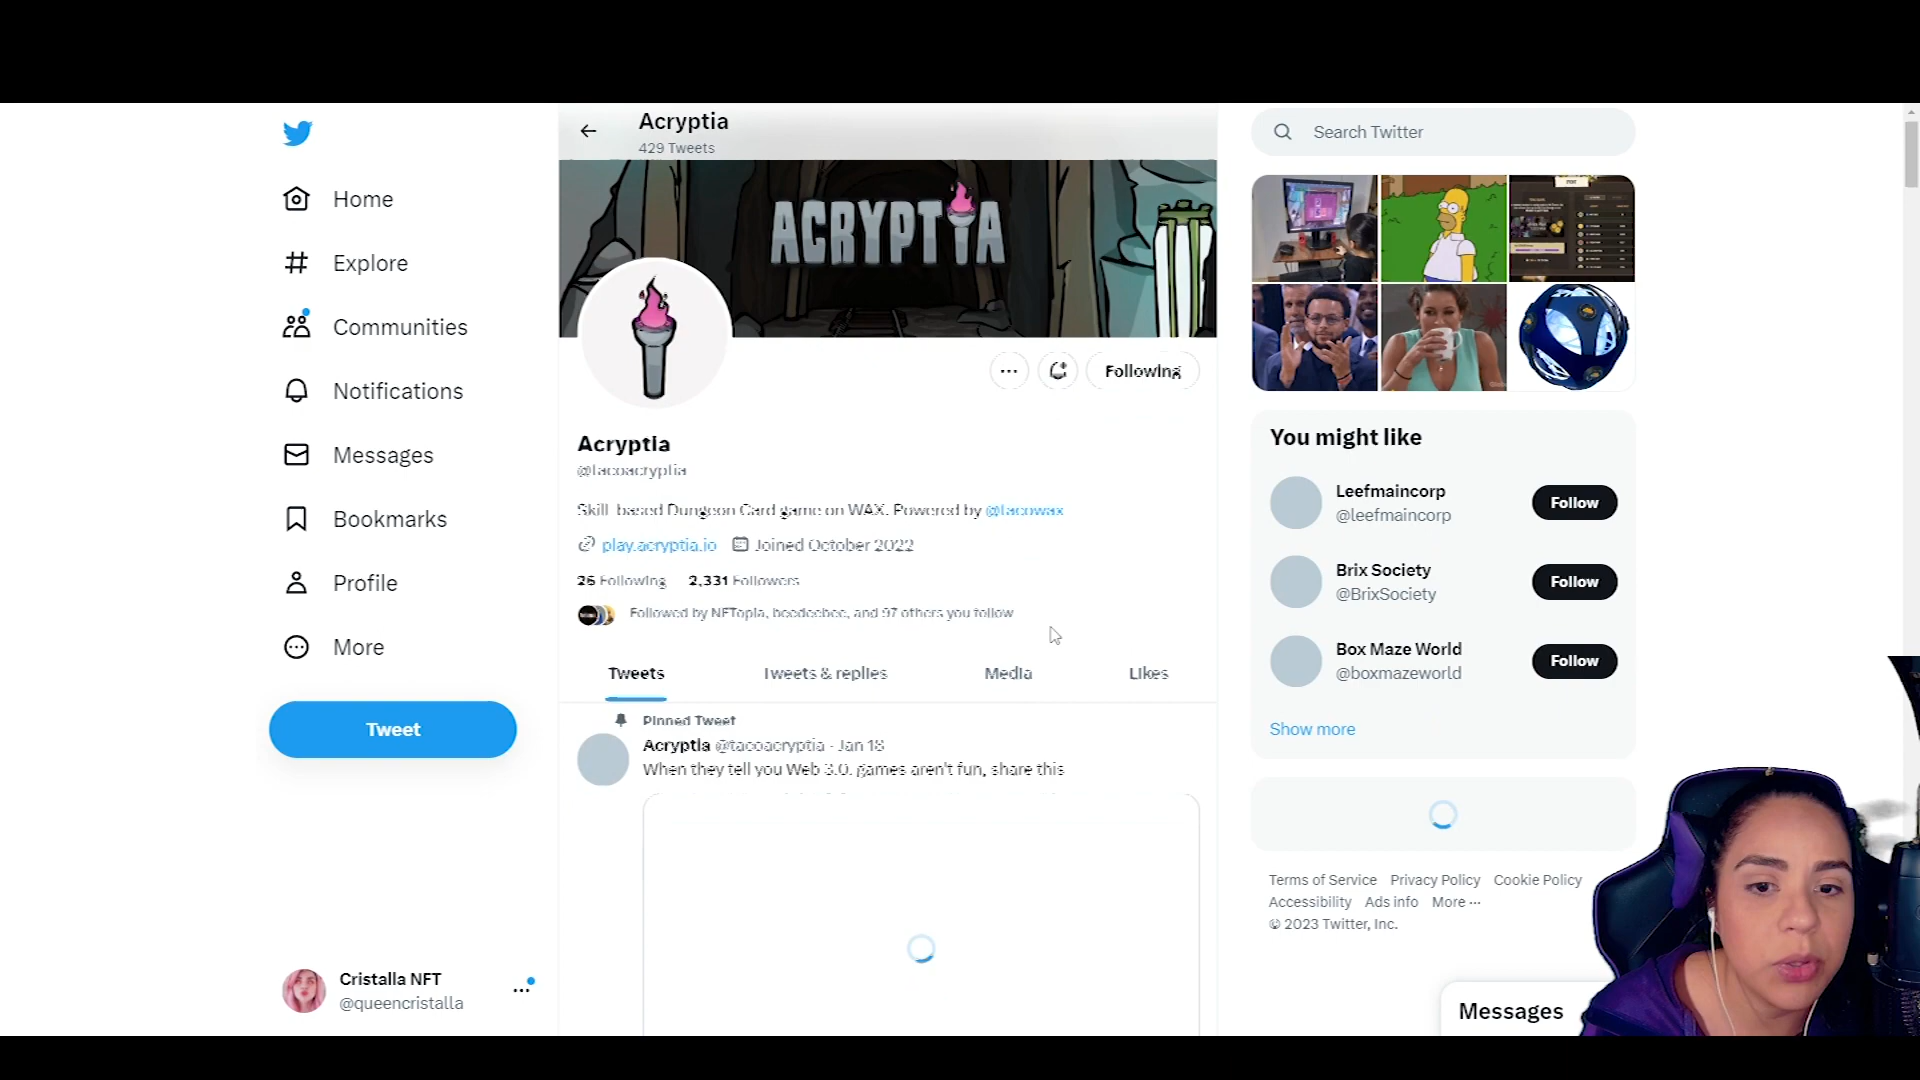 Home
Explore
Communities
Notifications
Messages
Bookmarks
Profile
More
Tweet
Cristalla NFT
@queencristalla
Acryptia
429 Tweets
ACRYPTIA
Following
Acryptia
@tacoacryptia
Skill-based Dungeon Card game on WAX. Powered by @tacowax
play.acryptia.io Joined October 2022
26 Following 2,331 Followers
Followed by NFTopia, beedeebee, and 97 others you follow
Tweets Tweets & replies Media Likes
Pinned Tweet
Acryptia @tacoacryptia · Jan 18
When they tell you Web 3.0. games aren't fun, share this
Search Twitter
You might like
Leefmaincorp
@leefmaincorp
Follow
Brix Society
@BrixSociety
Follow
Box Maze World
@boxmazeworld
Follow
Show more
Terms of Service Privacy Policy Cookie Policy
Accessibility Ads info More ···
© 2023 Twitter, Inc.
Messages